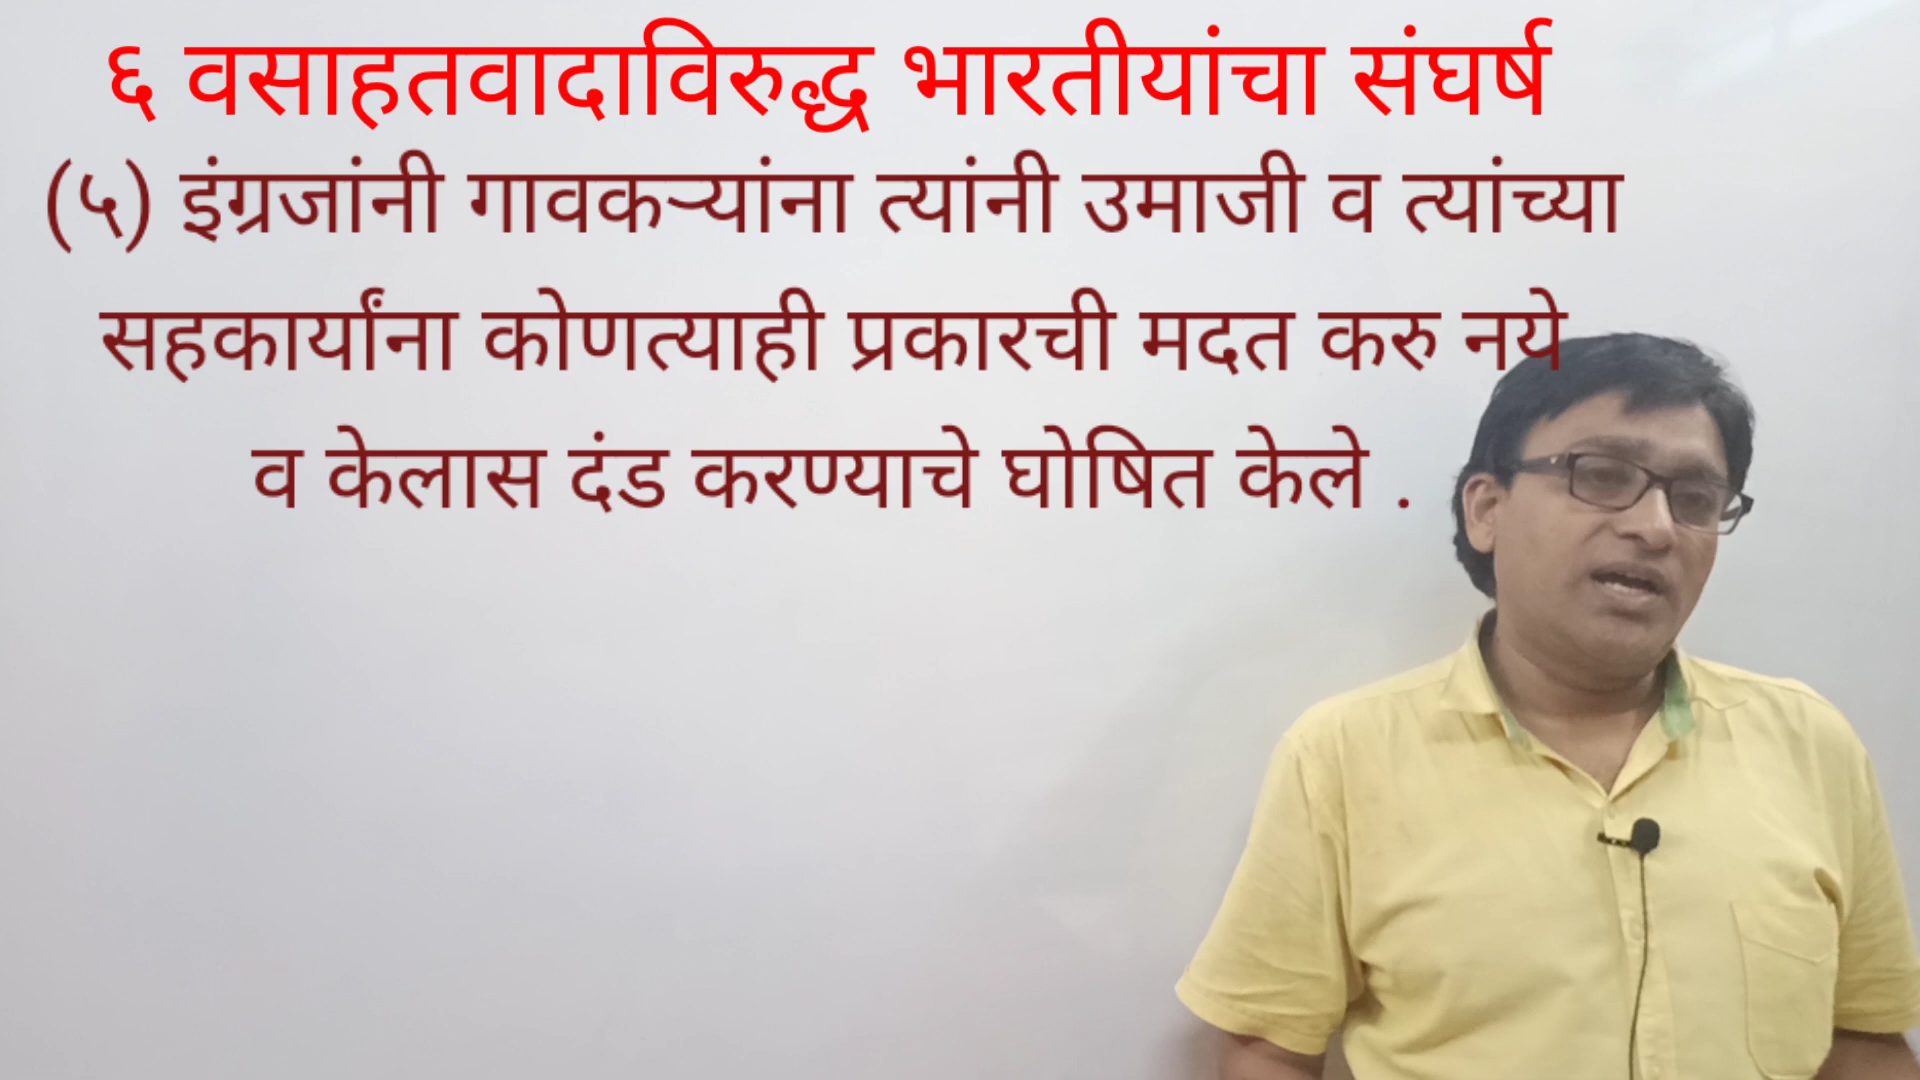 ६ वसाहतवादाविरुद्ध भारतीयांचा संघर्ष
(५) इंग्रजांनी गावकऱ्यांना त्यांनी उमाजी व त्यांच्या
सहकार्यांना कोणत्याही प्रकारची मदत करु नये
व केलास दंड करण्याचे घोषित केले .